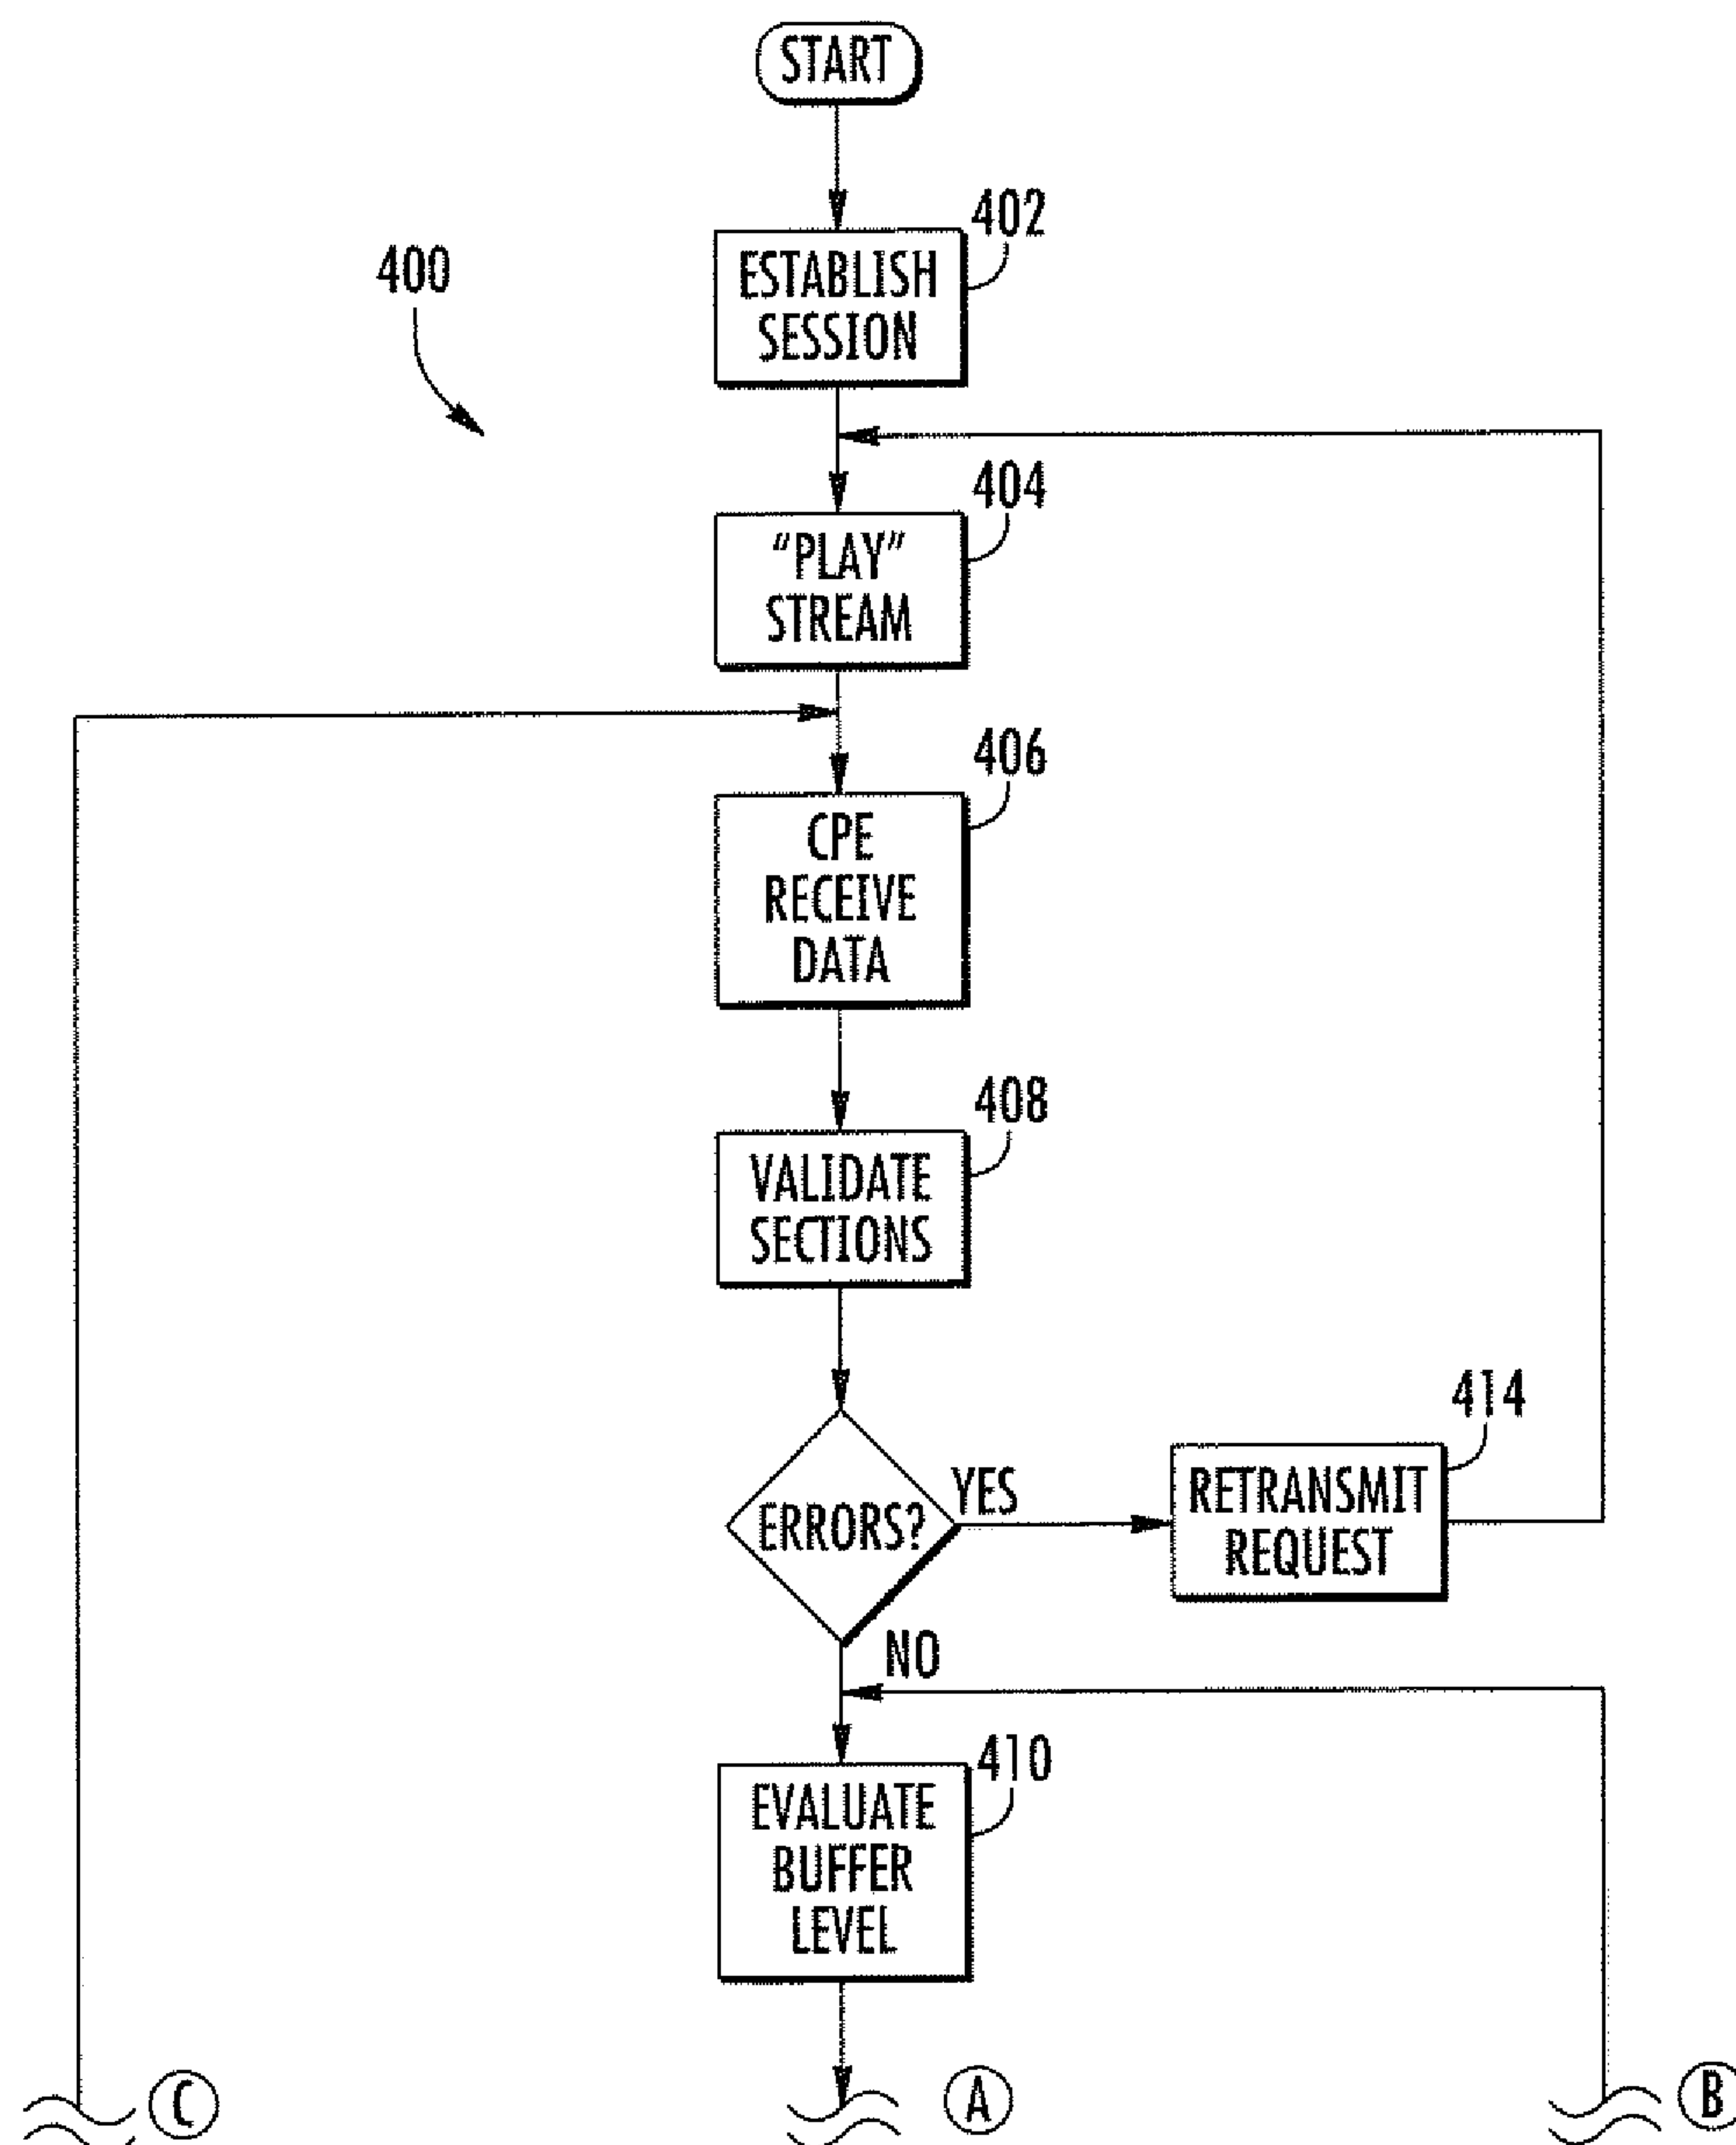 START
402
ESTABLISH
SESSION
400
404
“PLAY”
STREAM
406
CPE
RECEIVE
DATA
408
VALIDATE
SECTIONS
414
ERRORS?
YES
RETRANSMIT
REQUEST
NO
410
EVALUATE
BUFFER
LEVEL
C
A
B